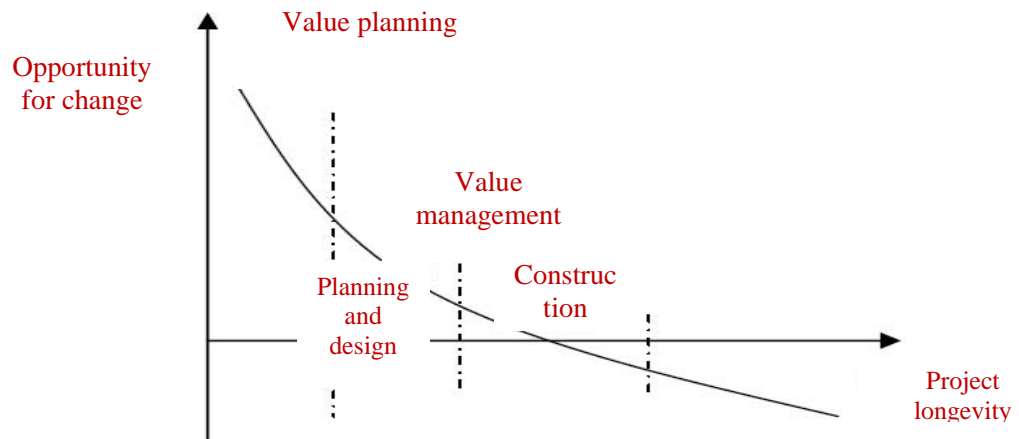 Value planning
Opportunity
for change
Value
management
Construc
tion
Planning
and
design
Project
longevity